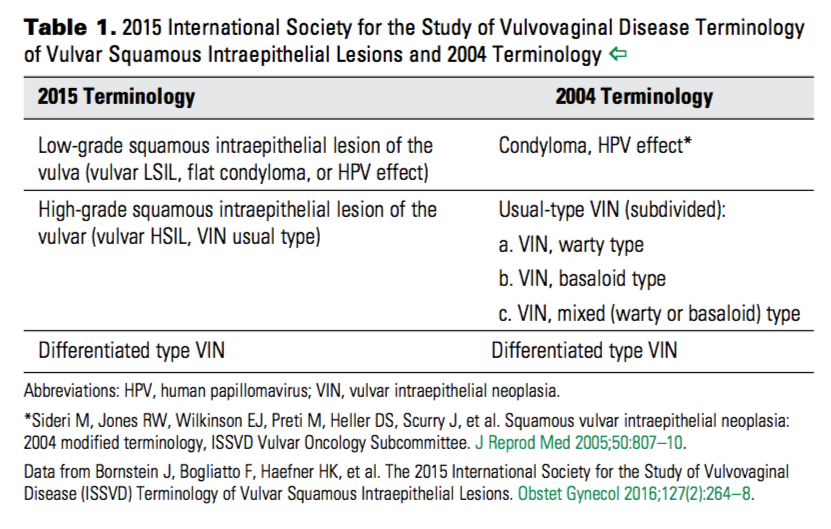 Table 1. 2015 International Society for the Study of Vulvovaginal Disease Terminology
of Vulvar Squamous Intraepithelial Lesions and 2004 Terminology ⇦
2015 Terminology 2004 Terminology
Low-grade squamous intraepithelial lesion of the Condyloma, HPV effect*
vulva (vulvar LSIL, flat condyloma, or HPV effect)
High-grade squamous intraepithelial lesion of the Usual-type VIN (subdivided):
vulvar (vulvar HSIL, VIN usual type) a. VIN, warty type
b. VIN, basaloid type
c. VIN, mixed (warty or basaloid) type
Differentiated type VIN Differentiated type VIN
Abbreviations: HPV, human papillomavirus; VIN, vulvar intraepithelial neoplasia.
*Sideri M, Jones RW, Wilkinson EJ, Preti M, Heller DS, Scurry J, et al. Squamous vulvar intraepithelial neoplasia:
2004 modified terminology, ISSVD Vulvar Oncology Subcommittee. J Reprod Med 2005;50:807–10.
Data from Bornstein J, Bogliatto F, Haefner HK, et al. The 2015 International Society for the Study of Vulvovaginal
Disease (ISSVD) Terminology of Vulvar Squamous Intraepithelial Lesions. Obstet Gynecol 2016;127(2):264–8.